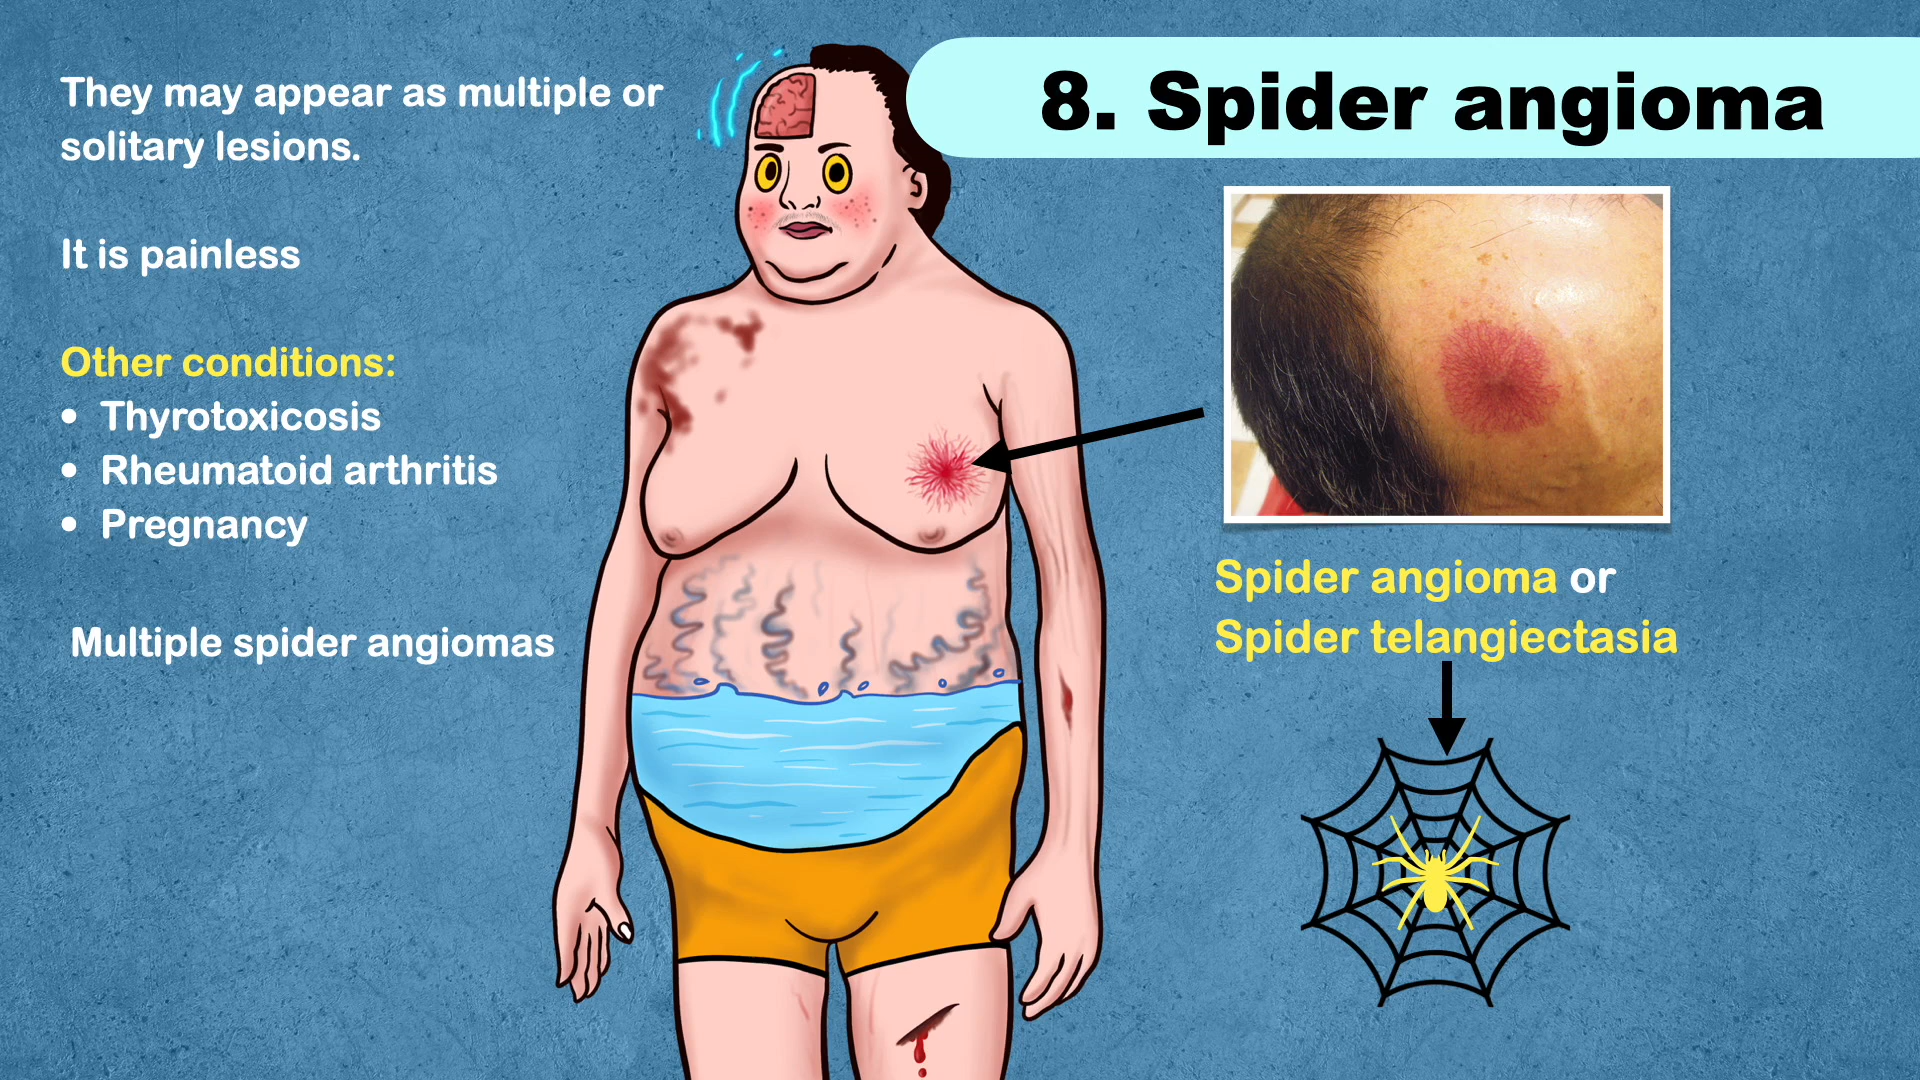 8. Spider angioma
They may appear as multiple or
solitary lesions.
It is painless
Other conditions:
• Thyrotoxicosis
• Rheumatoid arthritis
• Pregnancy
Multiple spider angiomas
Spider angioma or
Spider telangiectasia